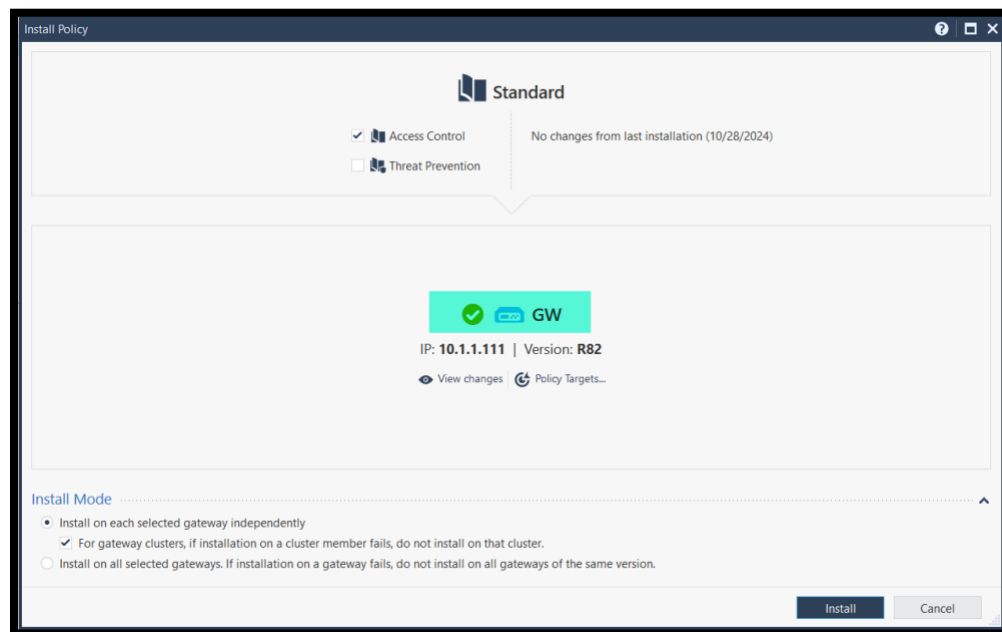 Install Policy
Standard
Access Control
No changes from last installation (10/28/2024)
Threat Prevention
GW
IP: 10.1.1.111 | Version: R82
View changes
Policy Targets...
Install Mode
Install on each selected gateway independently
For gateway clusters, if installation on a cluster member fails, do not install on that cluster.
Install on all selected gateways. If installation on a gateway fails, do not install on all gateways of the same version.
Install
Cancel